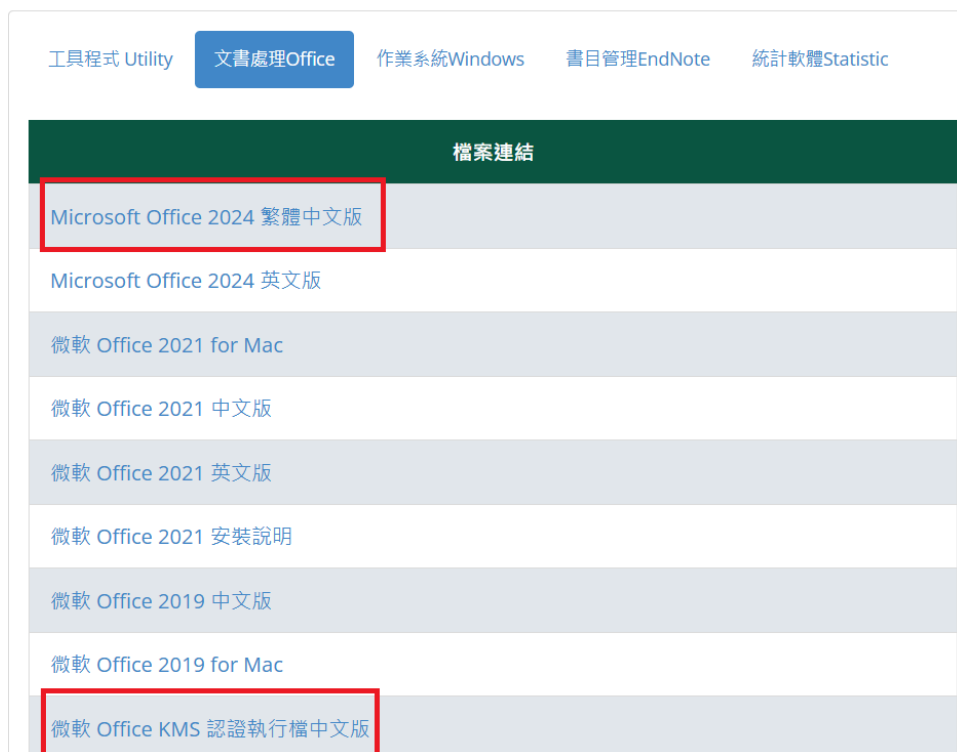 工具程式 Utility 文書處理Office 作業系統Windows 書目管理EndNote 統計軟體Statistic
檔案連結
Microsoft Office 2024 繁體中文版
Microsoft Office 2024 英文版
微軟 Office 2021 for Mac
微軟 Office 2021 中文版
微軟 Office 2021 英文版
微軟 Office 2021 安裝說明
微軟 Office 2019 中文版
微軟 Office 2019 for Mac
微軟 Office KMS 認證執行檔中文版